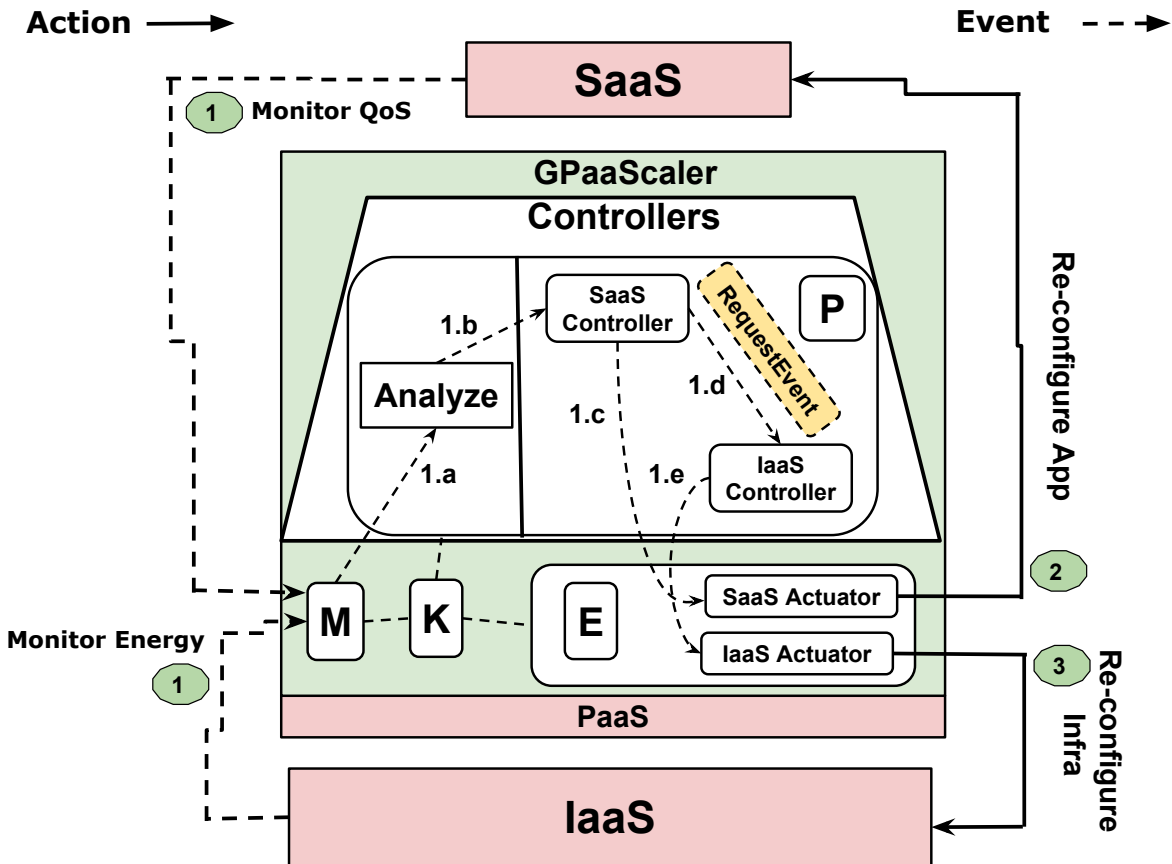 Action
Event
SaaS
1
Monitor QoS
GPaaScaler
Controllers
SaaS
Controller
RequestEvent
P
1.b
Analyze
1.c
1.d
1.a
1.e
IaaS
Controller
Re-configure App
2
M
K
E
SaaS Actuator
IaaS Actuator
Monitor Energy
1
3
Re-configure
Infra
PaaS
IaaS